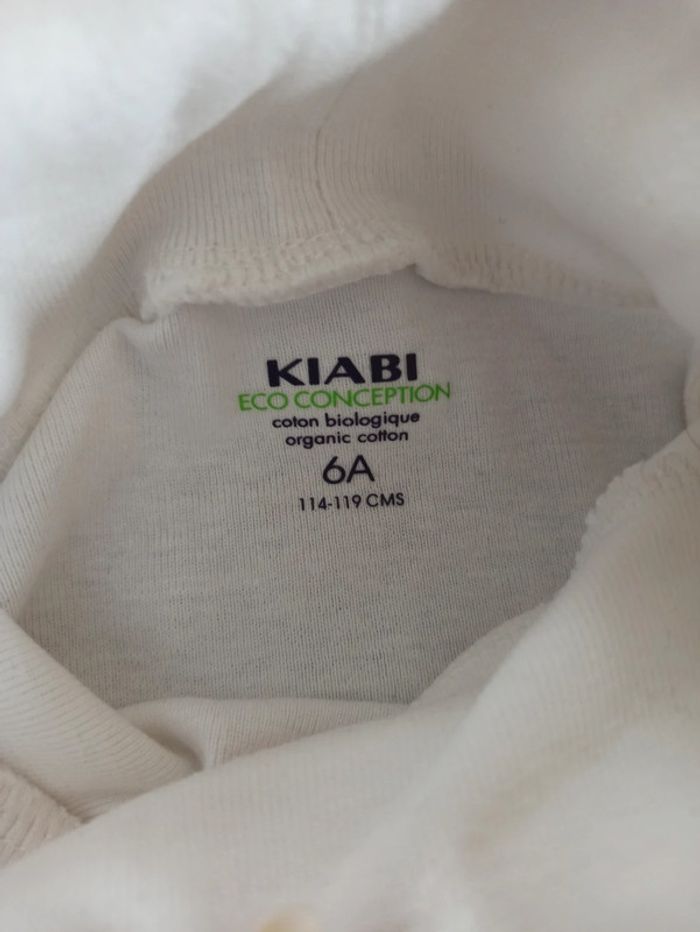 KIABI
ECO CONCEPTION
coton biologique
organic cotton
6A
114-119 CMS